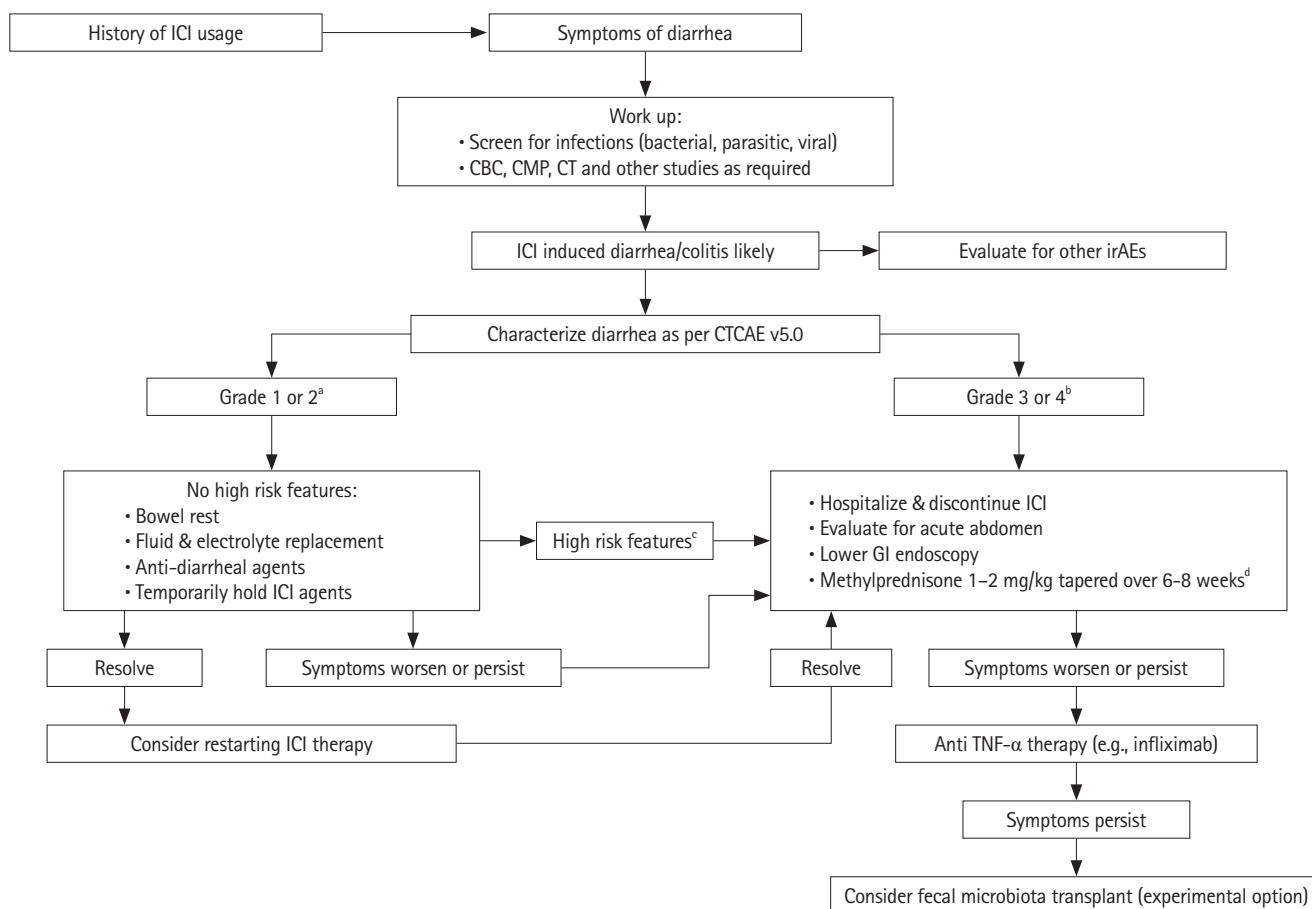 History of ICI usage
Symptoms of diarrhea
Work up:
• Screen for infections (bacterial, parasitic, viral)
• CBC, CMP, CT and other studies as required
ICI induced diarrhea/colitis likely
Evaluate for other irAEs
Characterize diarrhea as per CTCAE v5.0
Grade 1 or 2ᵃ
Grade 3 or 4ᵇ
No high risk features:
• Bowel rest
• Fluid & electrolyte replacement
• Anti-diarrheal agents
• Temporarily hold ICI agents
High risk featuresᶜ
• Hospitalize & discontinue ICI
• Evaluate for acute abdomen
• Lower GI endoscopy
• Methylprednisone 1–2 mg/kg tapered over 6-8 weeksᵈ
Resolve
Symptoms worsen or persist
Resolve
Symptoms worsen or persist
Consider restarting ICI therapy
Anti TNF-α therapy (e.g., infliximab)
Symptoms persist
Consider fecal microbiota transplant (experimental option)